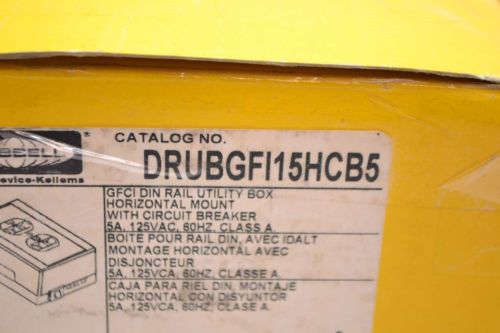 CATALOG NO.
DRUBGFI15HCB5
evice-Kellems
GFCI DIN RAIL UTILITY BOX
HORIZONTAL MOUNT
WITH CIRCUIT BREAKER
5A, 125VAC, 60HZ, CLASS A.
BOITE POUR RAIL DIN, AVEC IDALT
MONTAGE HORIZONTAL AVEC
DISJONCTEUR
5A, 125VCA, 60HZ, CLASSE A.
CAJA PARA RIEL DIN, MONTAJE
HORIZONTAL CON DISYUNTOR
5A, 125VCA, 60HZ, CLASE A.